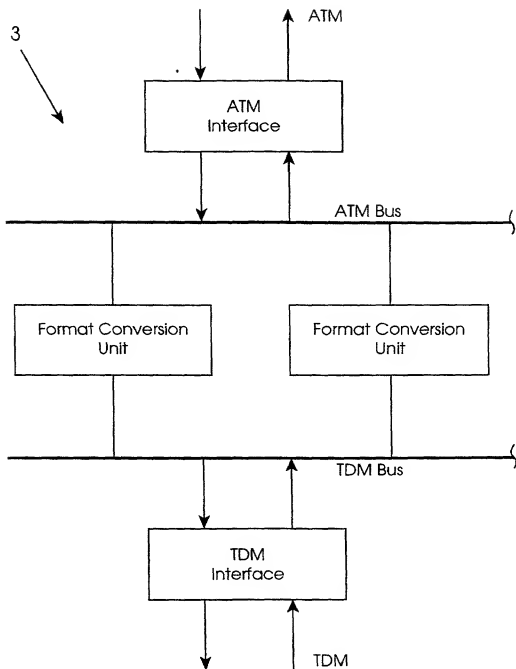 3
ATM
ATM
Interface
ATM Bus
Format Conversion
Unit
Format Conversion
Unit
TDM Bus
TDM
Interface
TDM